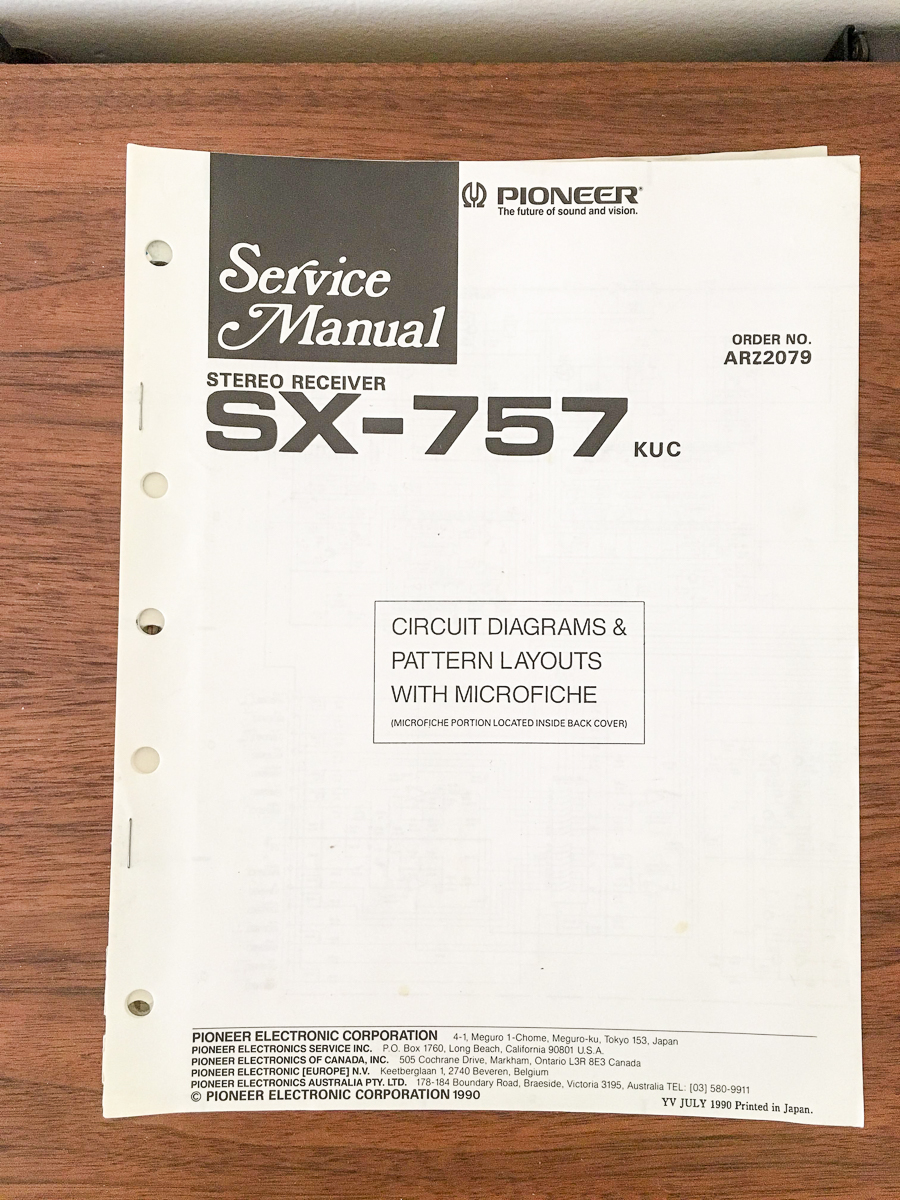 PIONEER®
The future of sound and vision.
Service
Manual
ORDER NO.
ARZ2079
STEREO RECEIVER
SX-757 KUC
CIRCUIT DIAGRAMS &
PATTERN LAYOUTS
WITH MICROFICHE
(MICROFICHE PORTION LOCATED INSIDE BACK COVER)
PIONEER ELECTRONIC CORPORATION 4-1, Meguro 1-Chome, Meguro-ku, Tokyo 153, Japan
PIONEER ELECTRONICS SERVICE INC. P.O. Box 1760, Long Beach, California 90801 U.S.A.
PIONEER ELECTRONICS OF CANADA, INC. 505 Cochrane Drive, Markham, Ontario L3R 8E3 Canada
PIONEER ELECTRONIC [EUROPE] N.V. Keetberglaan 1, 2740 Beveren, Belgium
PIONEER ELECTRONICS AUSTRALIA PTY. LTD. 178-184 Boundary Road, Braeside, Victoria 3195, Australia TEL: [03] 580-9911
© PIONEER ELECTRONIC CORPORATION 1990
YV JULY 1990 Printed in Japan.